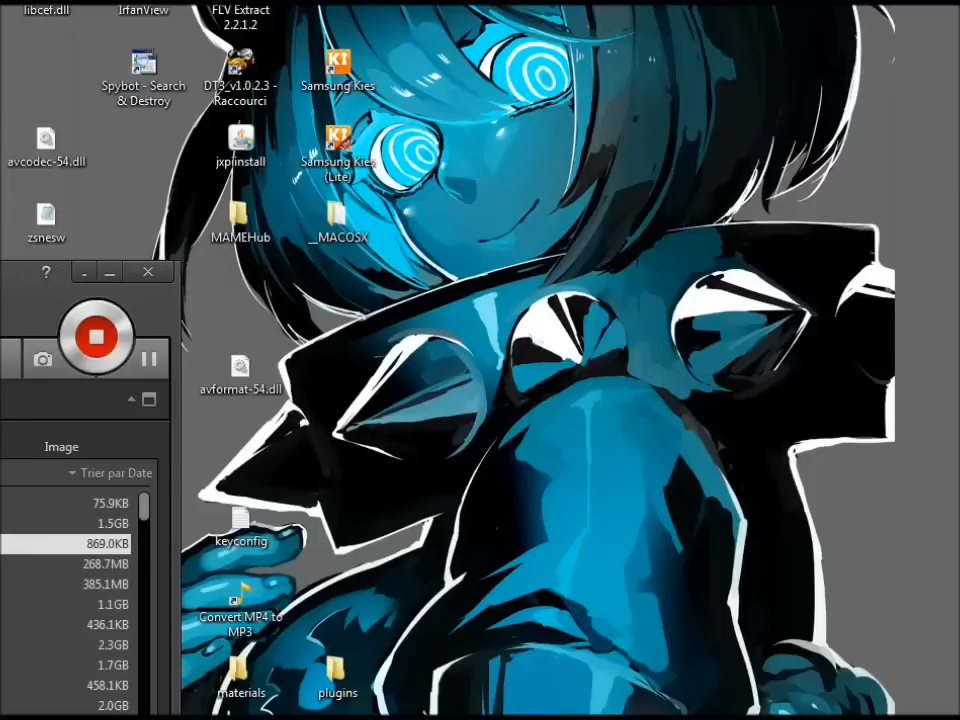 libcef.dll
IrfanView
FLV Extract
2.2.1.2
Spybot - Search
& Destroy
DT3_v1.0.2.3 -
Raccourci
Samsung Kies
avcodec-54.dll
jxpiinstall
Samsung Kies
(Lite)
zsnesw
MAMEHub
__MACOSX
?
avformat-54.dll
Image
Trier par Date
75.9KB
1.5GB
869.0KB
268.7MB
385.1MB
1.1GB
436.1KB
2.3GB
1.7GB
458.1KB
2.0GB
keyconfig
Convert MP4 to
MP3
materials
plugins